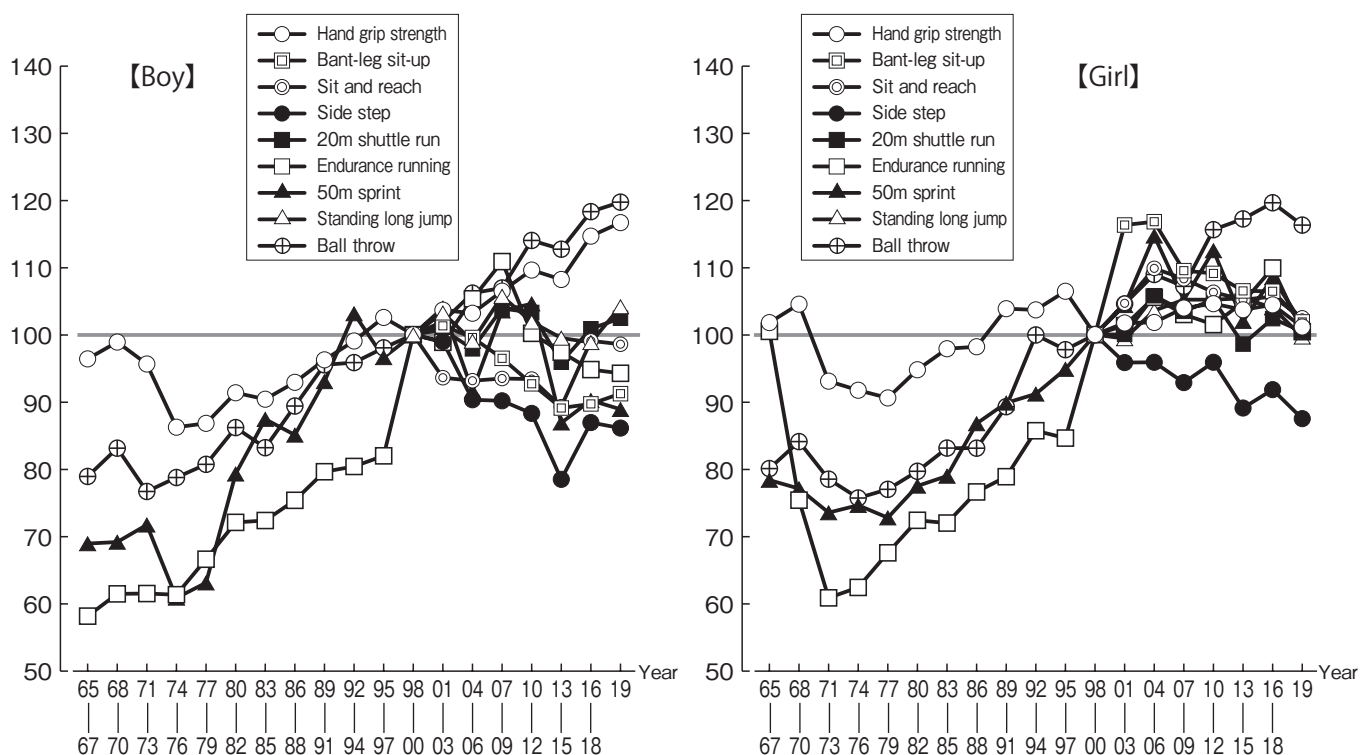 Hand grip strength
Bant-leg sit-up
Sit and reach
Side step
20m shuttle run
Endurance running
50m sprint
Standing long jump
Ball throw
【Boy】
140
130
120
110
100
90
80
70
60
50
65 68 71 74 77 80 83 86 89 92 95 98 01 04 07 10 13 16 19 Year
67 70 73 76 79 82 85 88 91 94 97 00 03 06 09 12 15 18
Hand grip strength
Bant-leg sit-up
Sit and reach
Side step
20m shuttle run
Endurance running
50m sprint
Standing long jump
Ball throw
【Girl】
140
130
120
110
100
90
80
70
60
50
65 68 71 74 77 80 83 86 89 92 95 98 01 04 07 10 13 16 19 Year
67 70 73 76 79 82 85 88 91 94 97 00 03 06 09 12 15 18